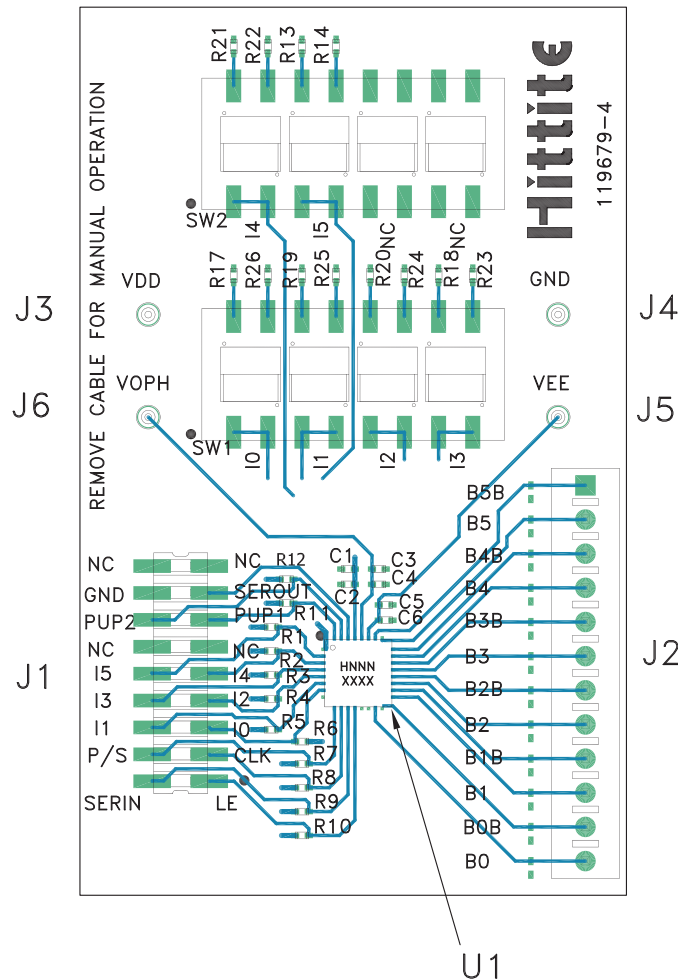 R21 R22 R13 R14
Hittite
119679-4
REMOVE CABLE FOR MANUAL OPERATION
SW2
I4 I5 NC NC
R17 R26 R19 R25 R20 R24 R18 R23
J3 VDD GND J4
J6 VOPH VEE J5
SW1
I0 I1 I2 I3
B5B
B5
B4B
B4
B3B
B3
B2B
B2
B1B
B1
B0B
B0
J2
C1 C3
C4
C2
C5
C6
NC NC R12
GND SEROUT
PUP2 PUP1 R11
NC NC R1
I5 I4 R2
R3
I3 I2 R4
I1 I0 R5 R6
P/S CLK R7
R8
SERIN LE R9
R10
J1
HNNN
XXXX
U1